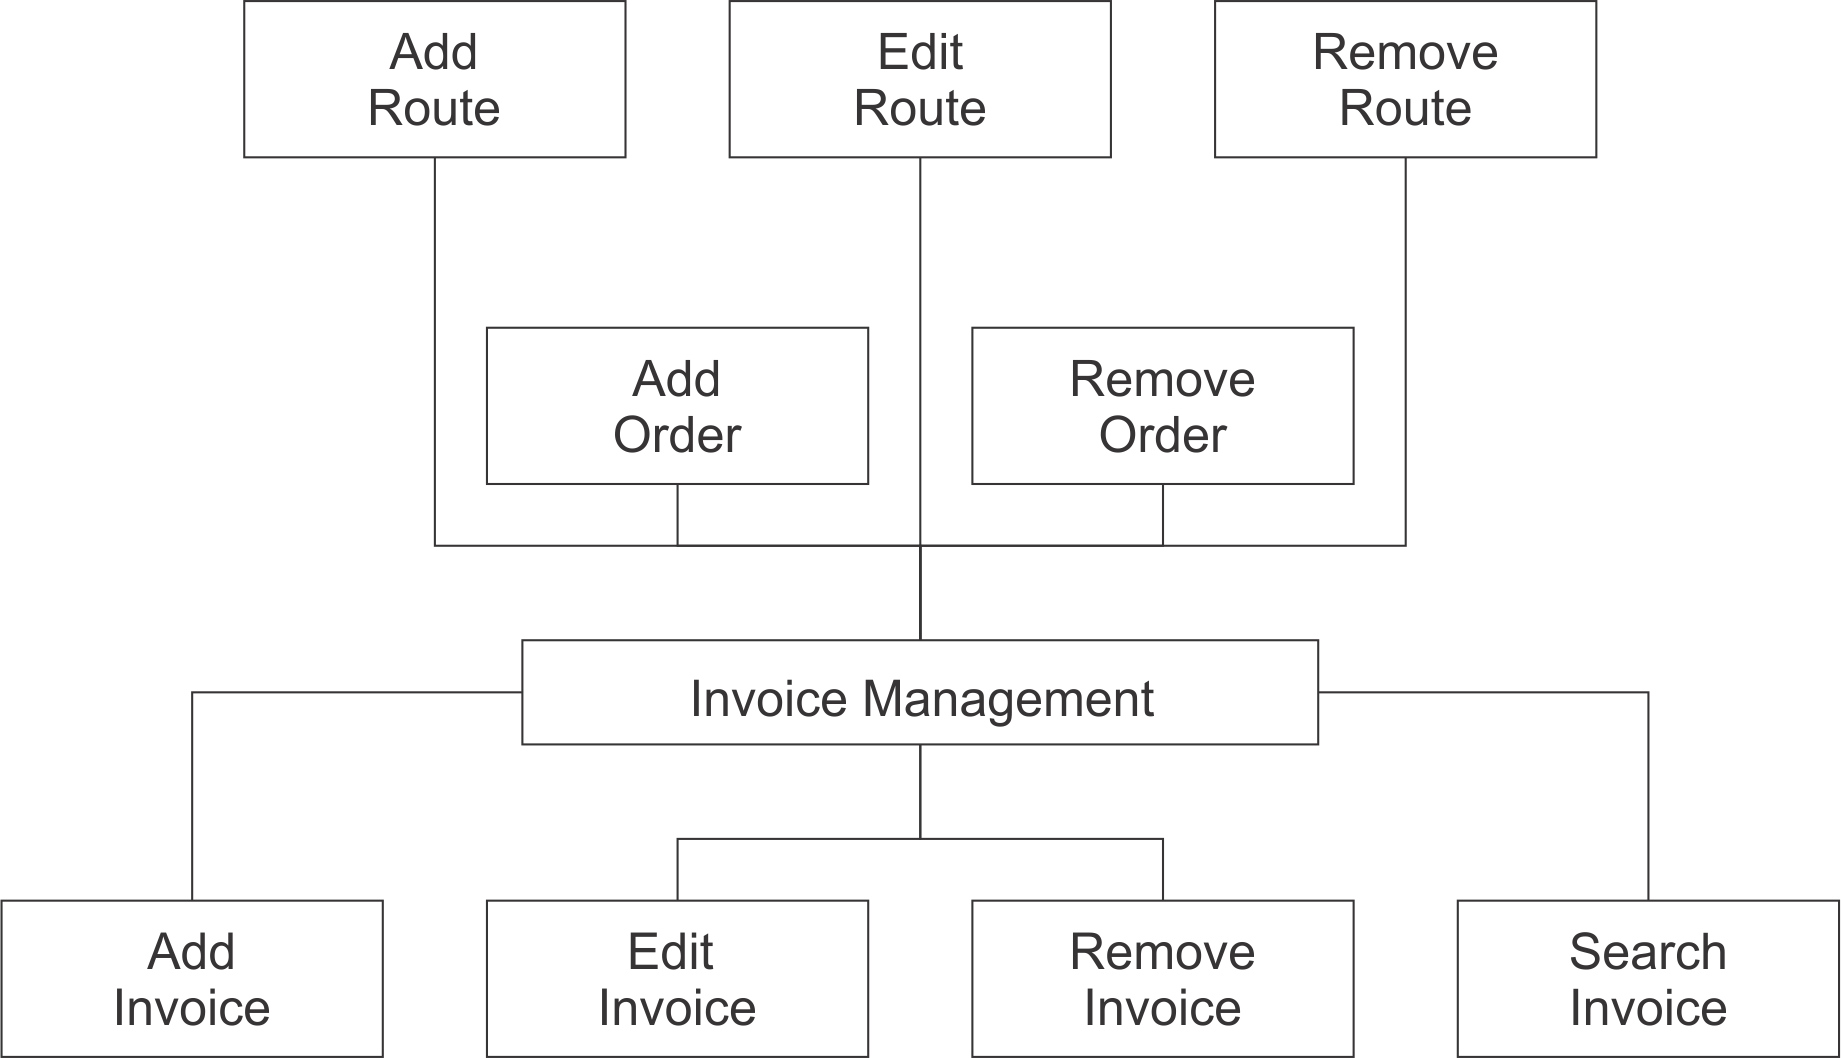 Add
Route
Edit
Route
Remove
Route
Add
Order
Remove
Order
Invoice Management
Add
Invoice
Edit
Invoice
Remove
Invoice
Search
Invoice